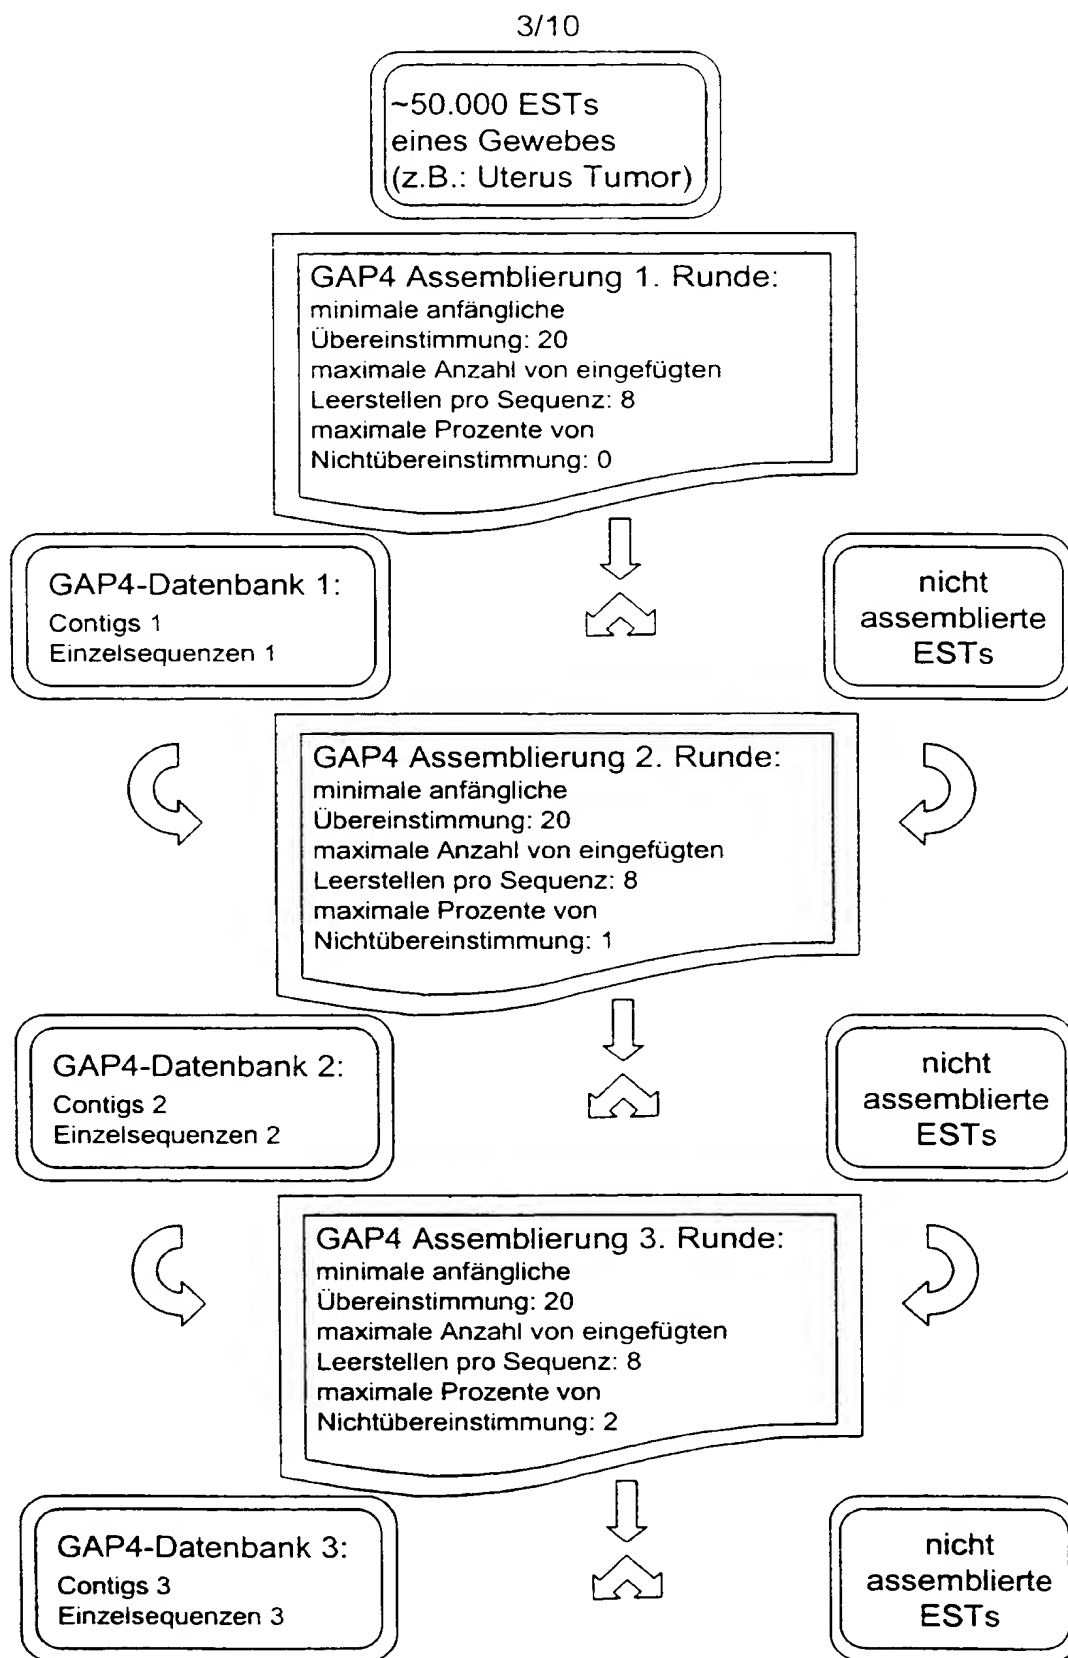 3/10
~50.000 ESTs
eines Gewebes
(z.B.: Uterus Tumor)
GAP4 Assemblierung 1. Runde:
minimale anfängliche
Übereinstimmung: 20
maximale Anzahl von eingefügten
Leerstellen pro Sequenz: 8
maximale Prozente von
Nichtübereinstimmung: 0
GAP4-Datenbank 1:
Contigs 1
Einzelsequenzen 1
nicht
assemblierte
ESTs
GAP4 Assemblierung 2. Runde:
minimale anfängliche
Übereinstimmung: 20
maximale Anzahl von eingefügten
Leerstellen pro Sequenz: 8
maximale Prozente von
Nichtübereinstimmung: 1
GAP4-Datenbank 2:
Contigs 2
Einzelsequenzen 2
nicht
assemblierte
ESTs
GAP4 Assemblierung 3. Runde:
minimale anfängliche
Übereinstimmung: 20
maximale Anzahl von eingefügten
Leerstellen pro Sequenz: 8
maximale Prozente von
Nichtübereinstimmung: 2
GAP4-Datenbank 3:
Contigs 3
Einzelsequenzen 3
nicht
assemblierte
ESTs